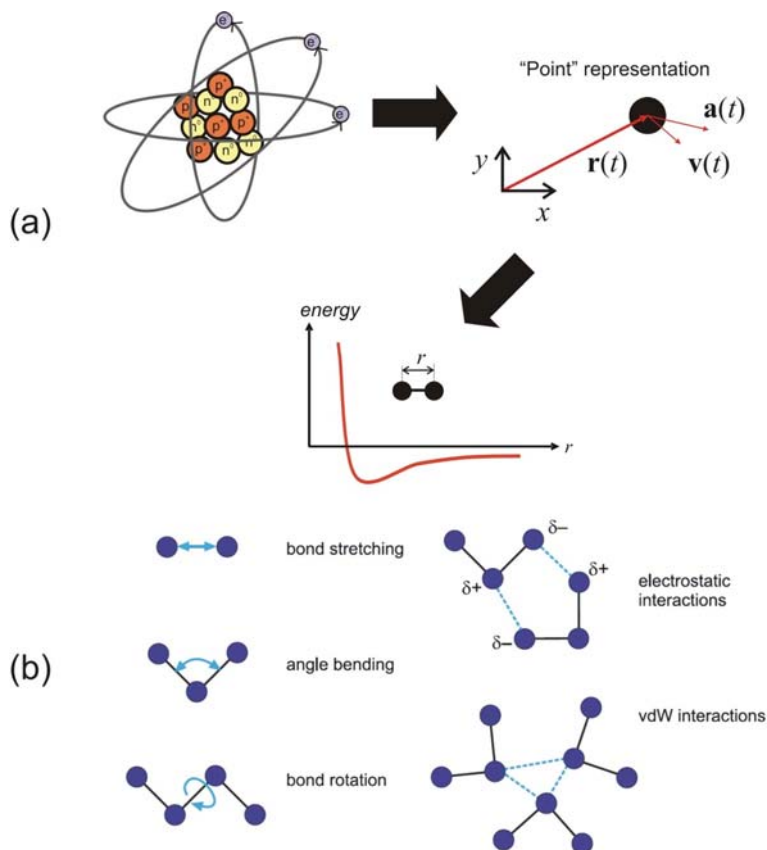 e
e
e
p+
p+
n
n°
n°
p+
p+
p+
n°
n°
n°
"Point" representation
a(t)
v(t)
r(t)
y
x
(a)
energy
r
r
bond stretching
δ−
δ+
δ+
δ−
electrostatic
interactions
(b)
angle bending
vdW interactions
bond rotation